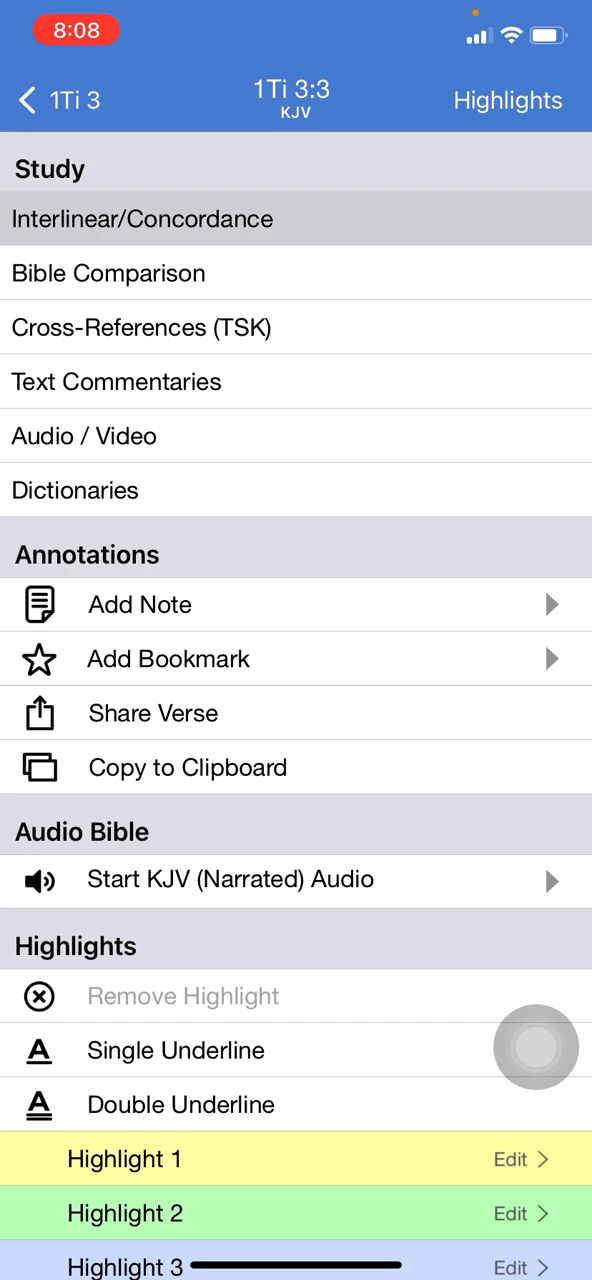 8:08
1Ti 3
1Ti 3:3
KJV
Highlights
Study
Interlinear/Concordance
Bible Comparison
Cross-References (TSK)
Text Commentaries
Audio / Video
Dictionaries
Annotations
Add Note
Add Bookmark
Share Verse
Copy to Clipboard
Audio Bible
Start KJV (Narrated) Audio
Highlights
Remove Highlight
A Single Underline
A Double Underline
Highlight 1 Edit
Highlight 2 Edit
Highlight 3 Edit